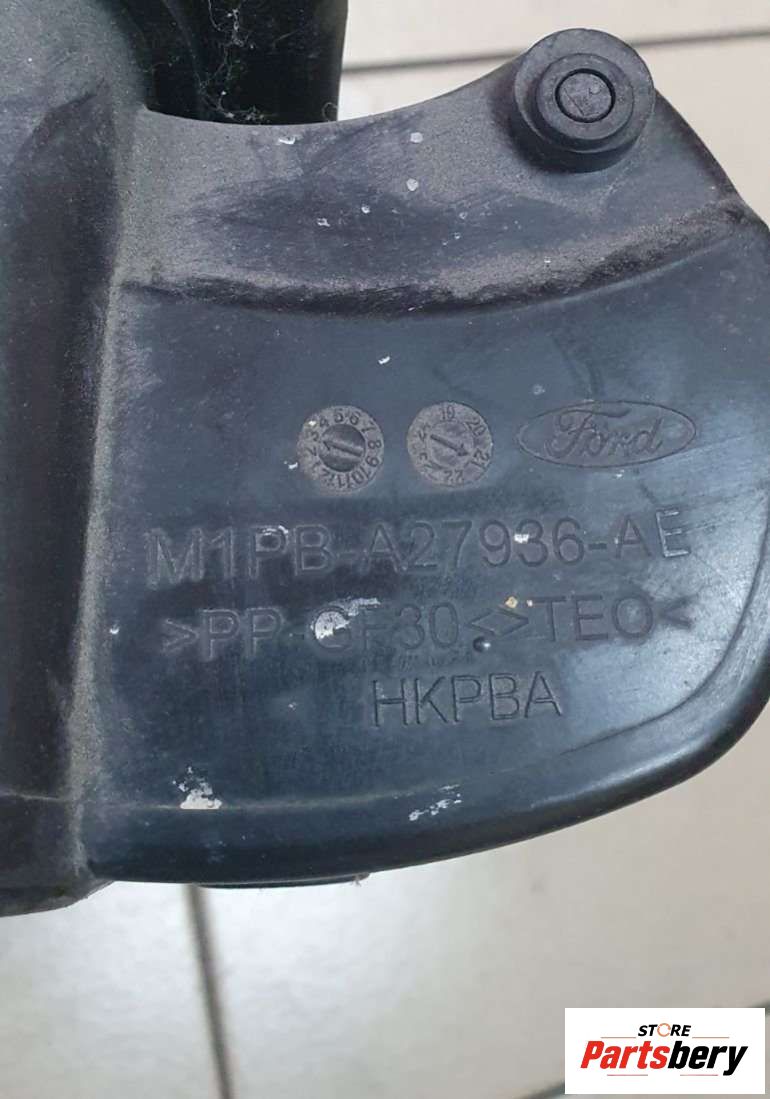 Ford
M1PB-A27936-AE
>PP-GF30<>TEO<
HKPBA
STORE
Partsbery